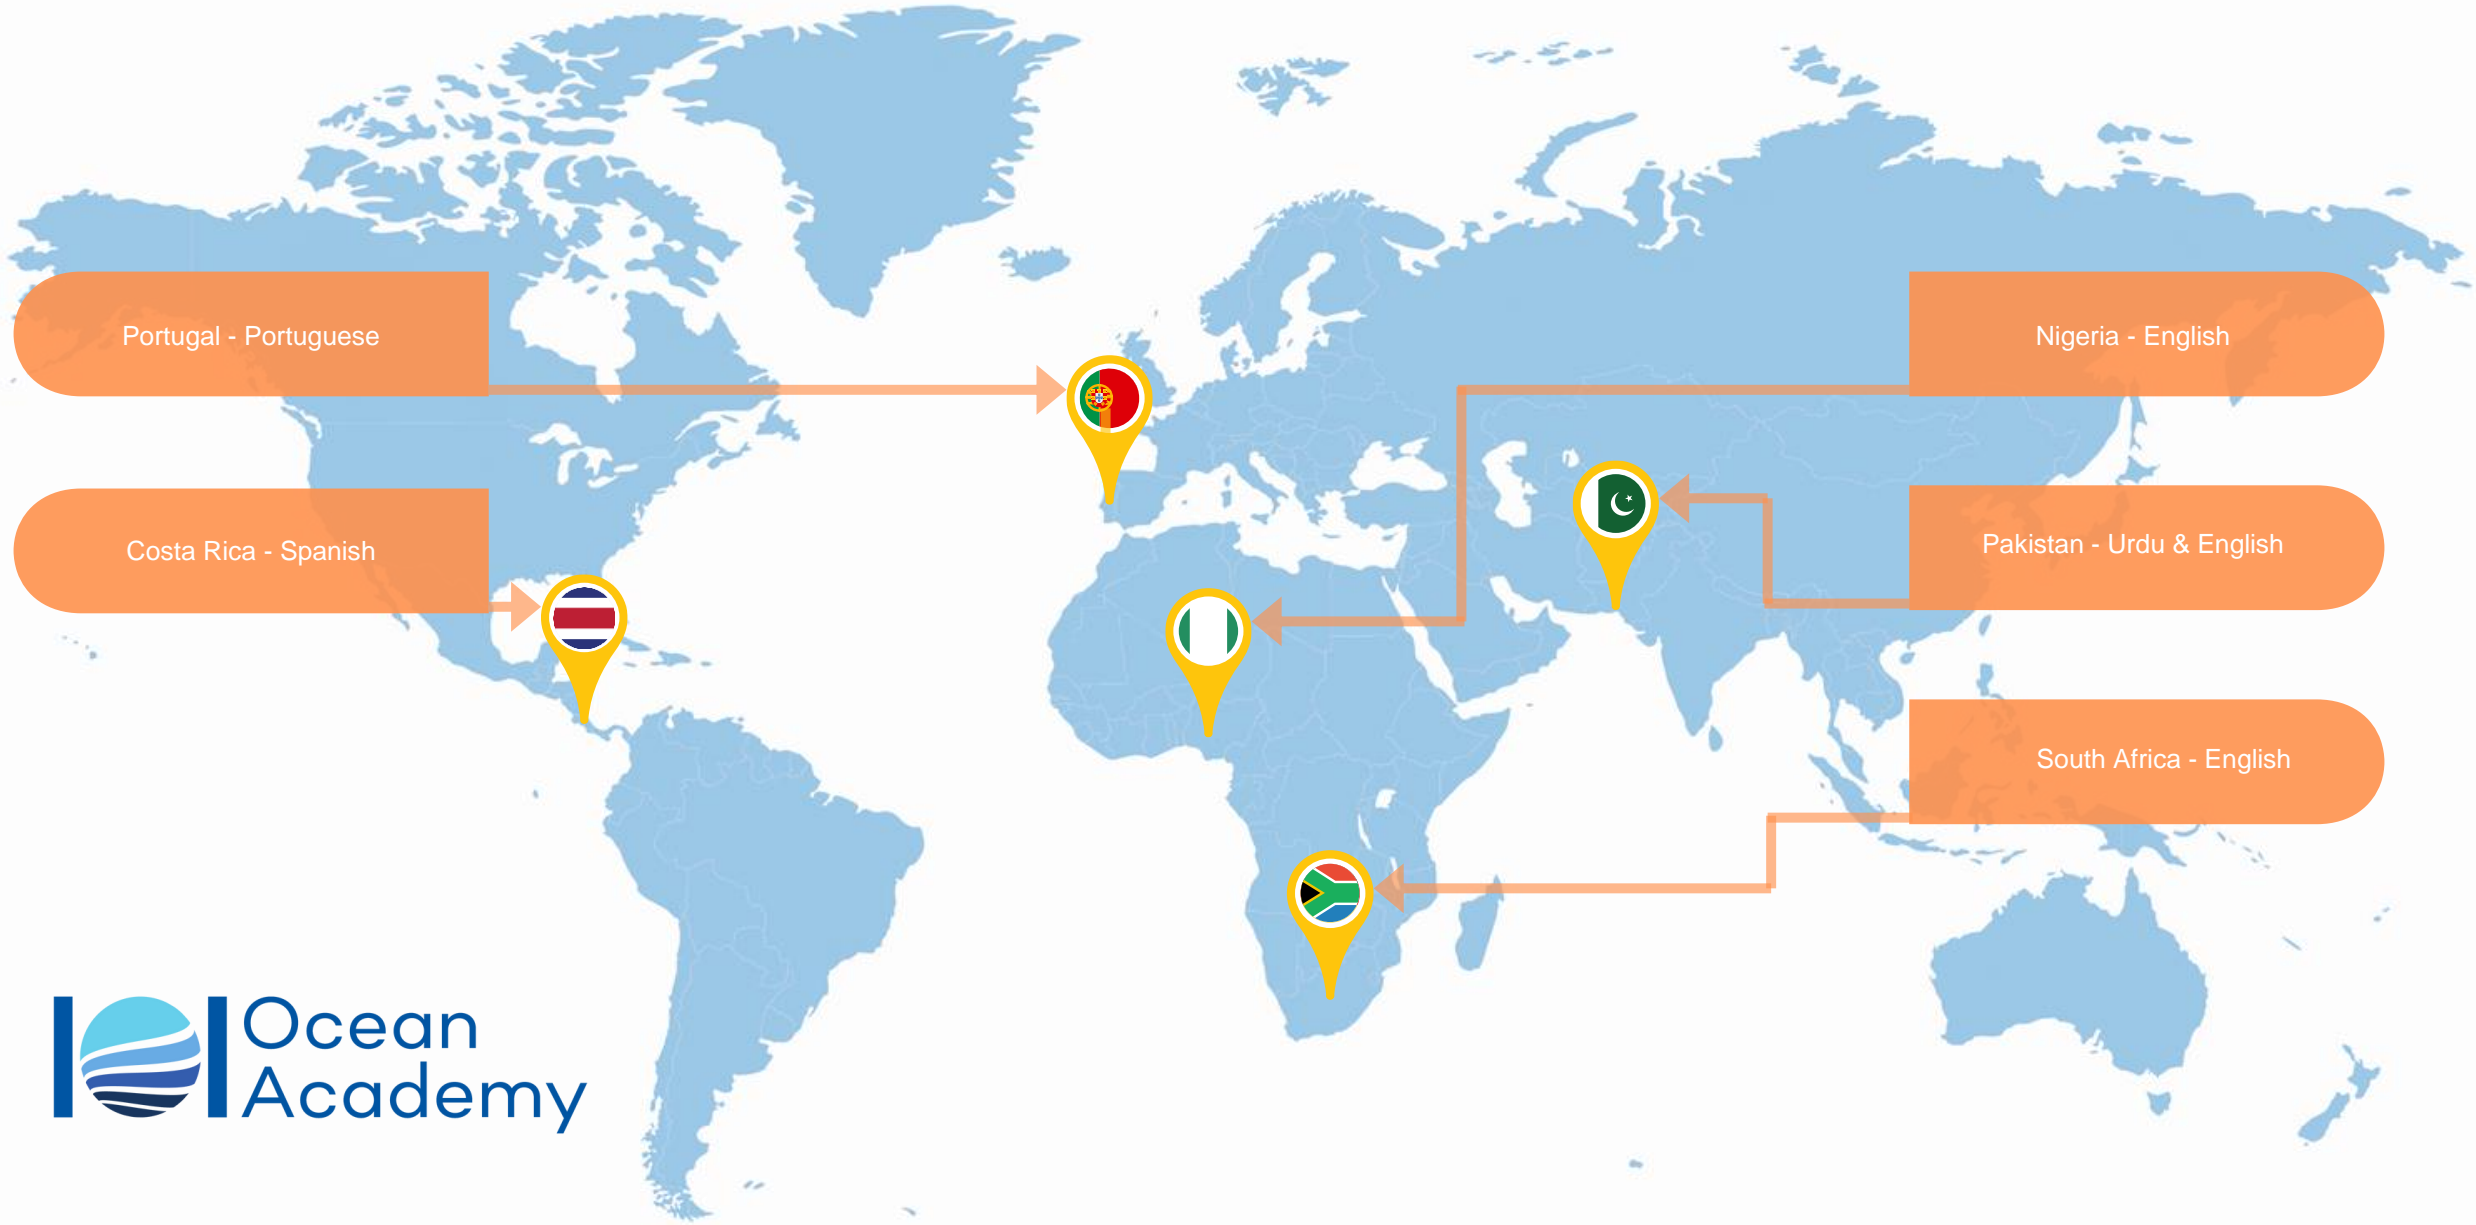 Portugal - Portuguese
Nigeria - English
Costa Rica - Spanish
Pakistan - Urdu & English
South Africa - English
Ocean
Academy